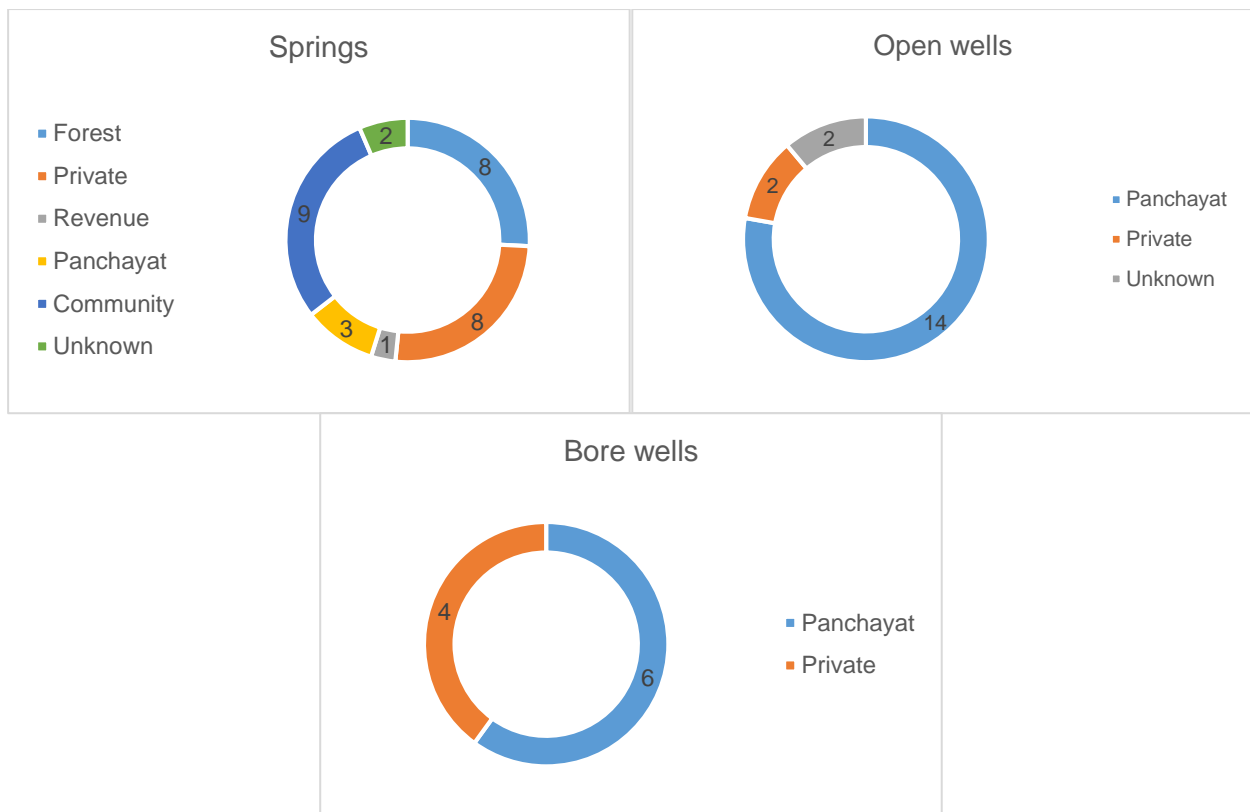 Springs
Forest
Private
Revenue
Panchayat
Community
Unknown
2
8
9
3
1
8
Open wells
2
2
14
Panchayat
Private
Unknown
Bore wells
4
6
Panchayat
Private